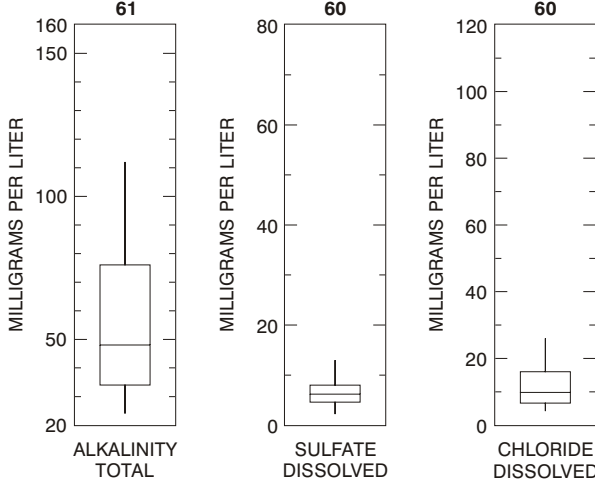 61
160
150
100
50
20
MILLIGRAMS PER LITER
ALKALINITY
TOTAL
60
80
60
40
20
0
MILLIGRAMS PER LITER
SULFATE
DISSOLVED
60
120
100
80
60
40
20
0
MILLIGRAMS PER LITER
CHLORIDE
DISSOLVED